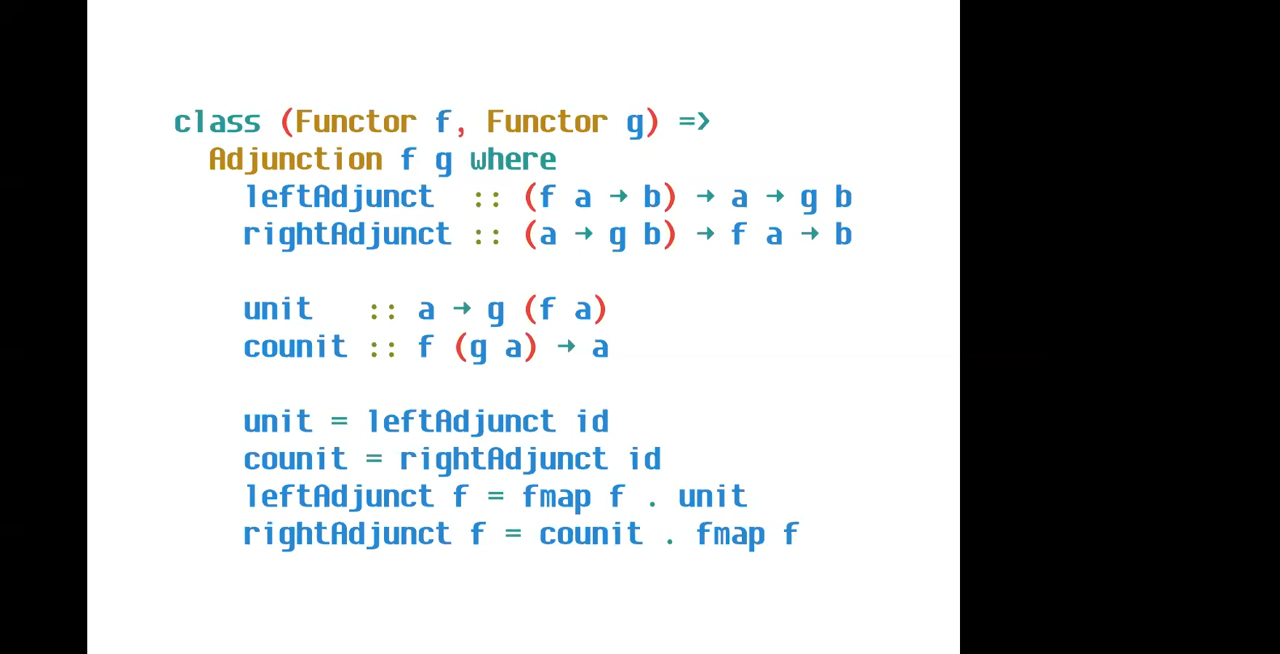 class (Functor f, Functor g) =>
Adjunction f g where
leftAdjunct :: (f a → b) → a → g b
rightAdjunct :: (a → g b) → f a → b
unit :: a → g (f a)
counit :: f (g a) → a
unit = leftAdjunct id
counit = rightAdjunct id
leftAdjunct f = fmap f . unit
rightAdjunct f = counit . fmap f